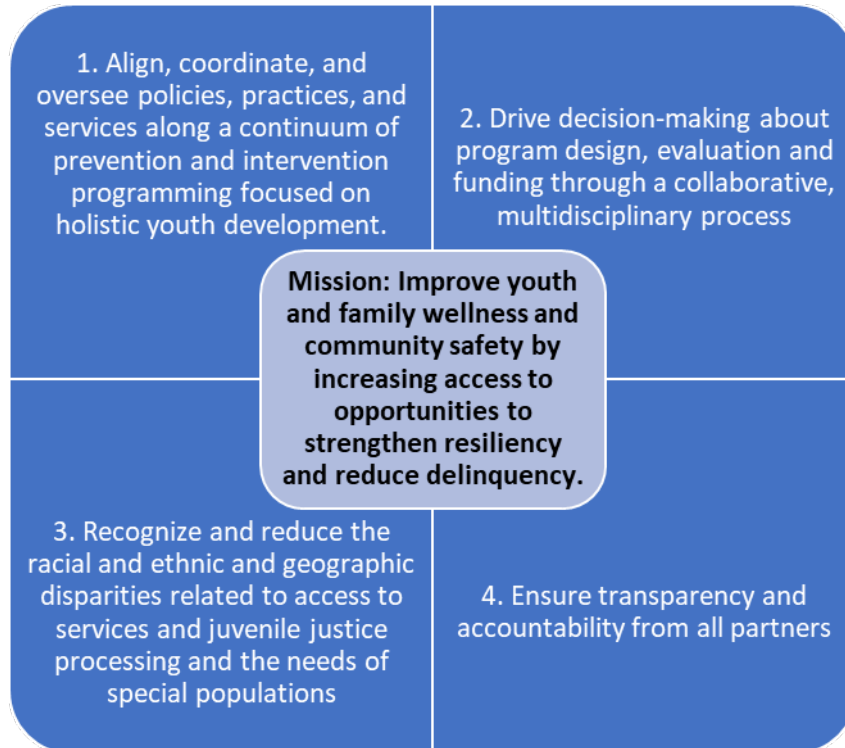 1. Align, coordinate, and
oversee policies, practices, and
services along a continuum of
prevention and intervention
programming focused on
holistic youth development.
2. Drive decision-making about
program design, evaluation and
funding through a collaborative,
multidisciplinary process
Mission: Improve youth
and family wellness and
community safety by
increasing access to
opportunities to
strengthen resiliency
and reduce delinquency.
3. Recognize and reduce the
racial and ethnic and geographic
disparities related to access to
services and juvenile justice
processing and the needs of
special populations
4. Ensure transparency and
accountability from all partners